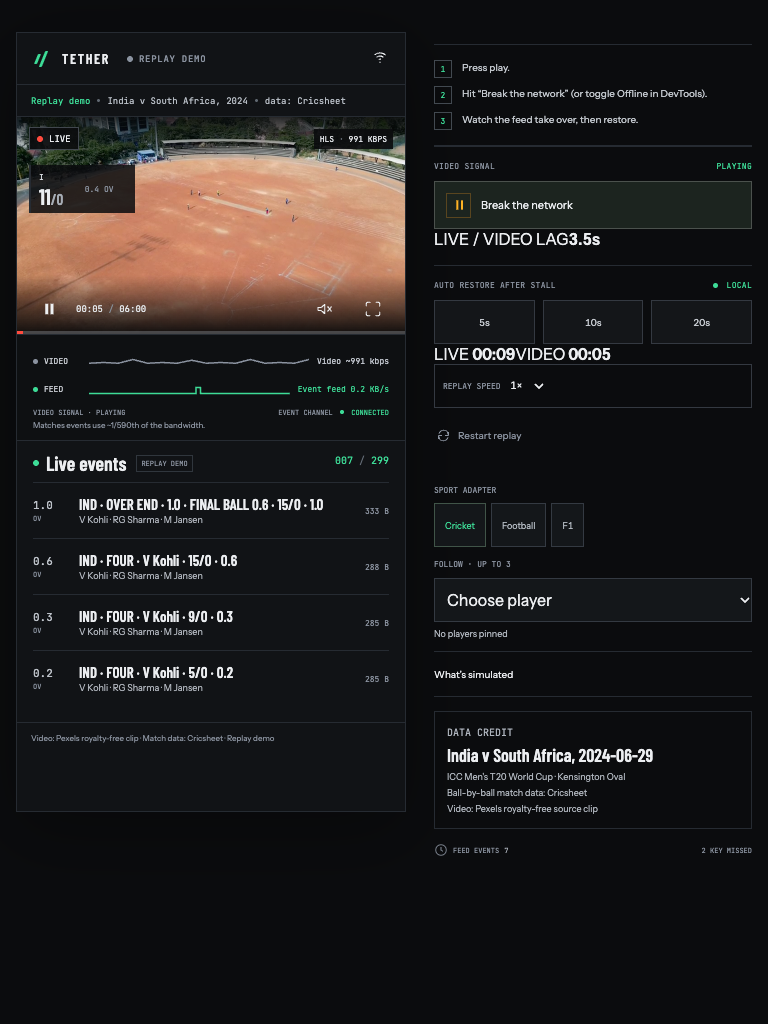 TETHER
REPLAY DEMO
Replay demo • India v South Africa, 2024 • data: Cricsheet
LIVE
HLS · 991 KBPS
I
11/0
0.4 OV
00:05 / 06:00
VIDEO
Video ~991 kbps
FEED
Event feed 0.2 KB/s
VIDEO SIGNAL · PLAYING
EVENT CHANNEL • CONNECTED
Matches events use ~1/590th of the bandwidth.
Live events
REPLAY DEMO
007 / 299
1.0 OV
IND · OVER END · 1.0 · FINAL BALL 0.6 · 15/0 · 1.0
V Kohli · RG Sharma · M Jansen
333 B
0.6 OV
IND · FOUR · V Kohli · 15/0 · 0.6
V Kohli · RG Sharma · M Jansen
288 B
0.3 OV
IND · FOUR · V Kohli · 9/0 · 0.3
V Kohli · RG Sharma · M Jansen
285 B
0.2 OV
IND · FOUR · V Kohli · 5/0 · 0.2
V Kohli · RG Sharma · M Jansen
285 B
Video: Pexels royalty-free clip · Match data: Cricsheet · Replay demo
1 Press play.
2 Hit “Break the network” (or toggle Offline in DevTools).
3 Watch the feed take over, then restore.
VIDEO SIGNAL
PLAYING
Break the network
LIVE / VIDEO LAG3.5s
AUTO RESTORE AFTER STALL
LOCAL
5s
10s
20s
LIVE 00:09VIDEO 00:05
REPLAY SPEED 1×
Restart replay
SPORT ADAPTER
Cricket
Football
F1
FOLLOW · UP TO 3
Choose player
No players pinned
What's simulated
DATA CREDIT
India v South Africa, 2024-06-29
ICC Men's T20 World Cup · Kensington Oval
Ball-by-ball match data: Cricsheet
Video: Pexels royalty-free source clip
FEED EVENTS 7
2 KEY MISSED